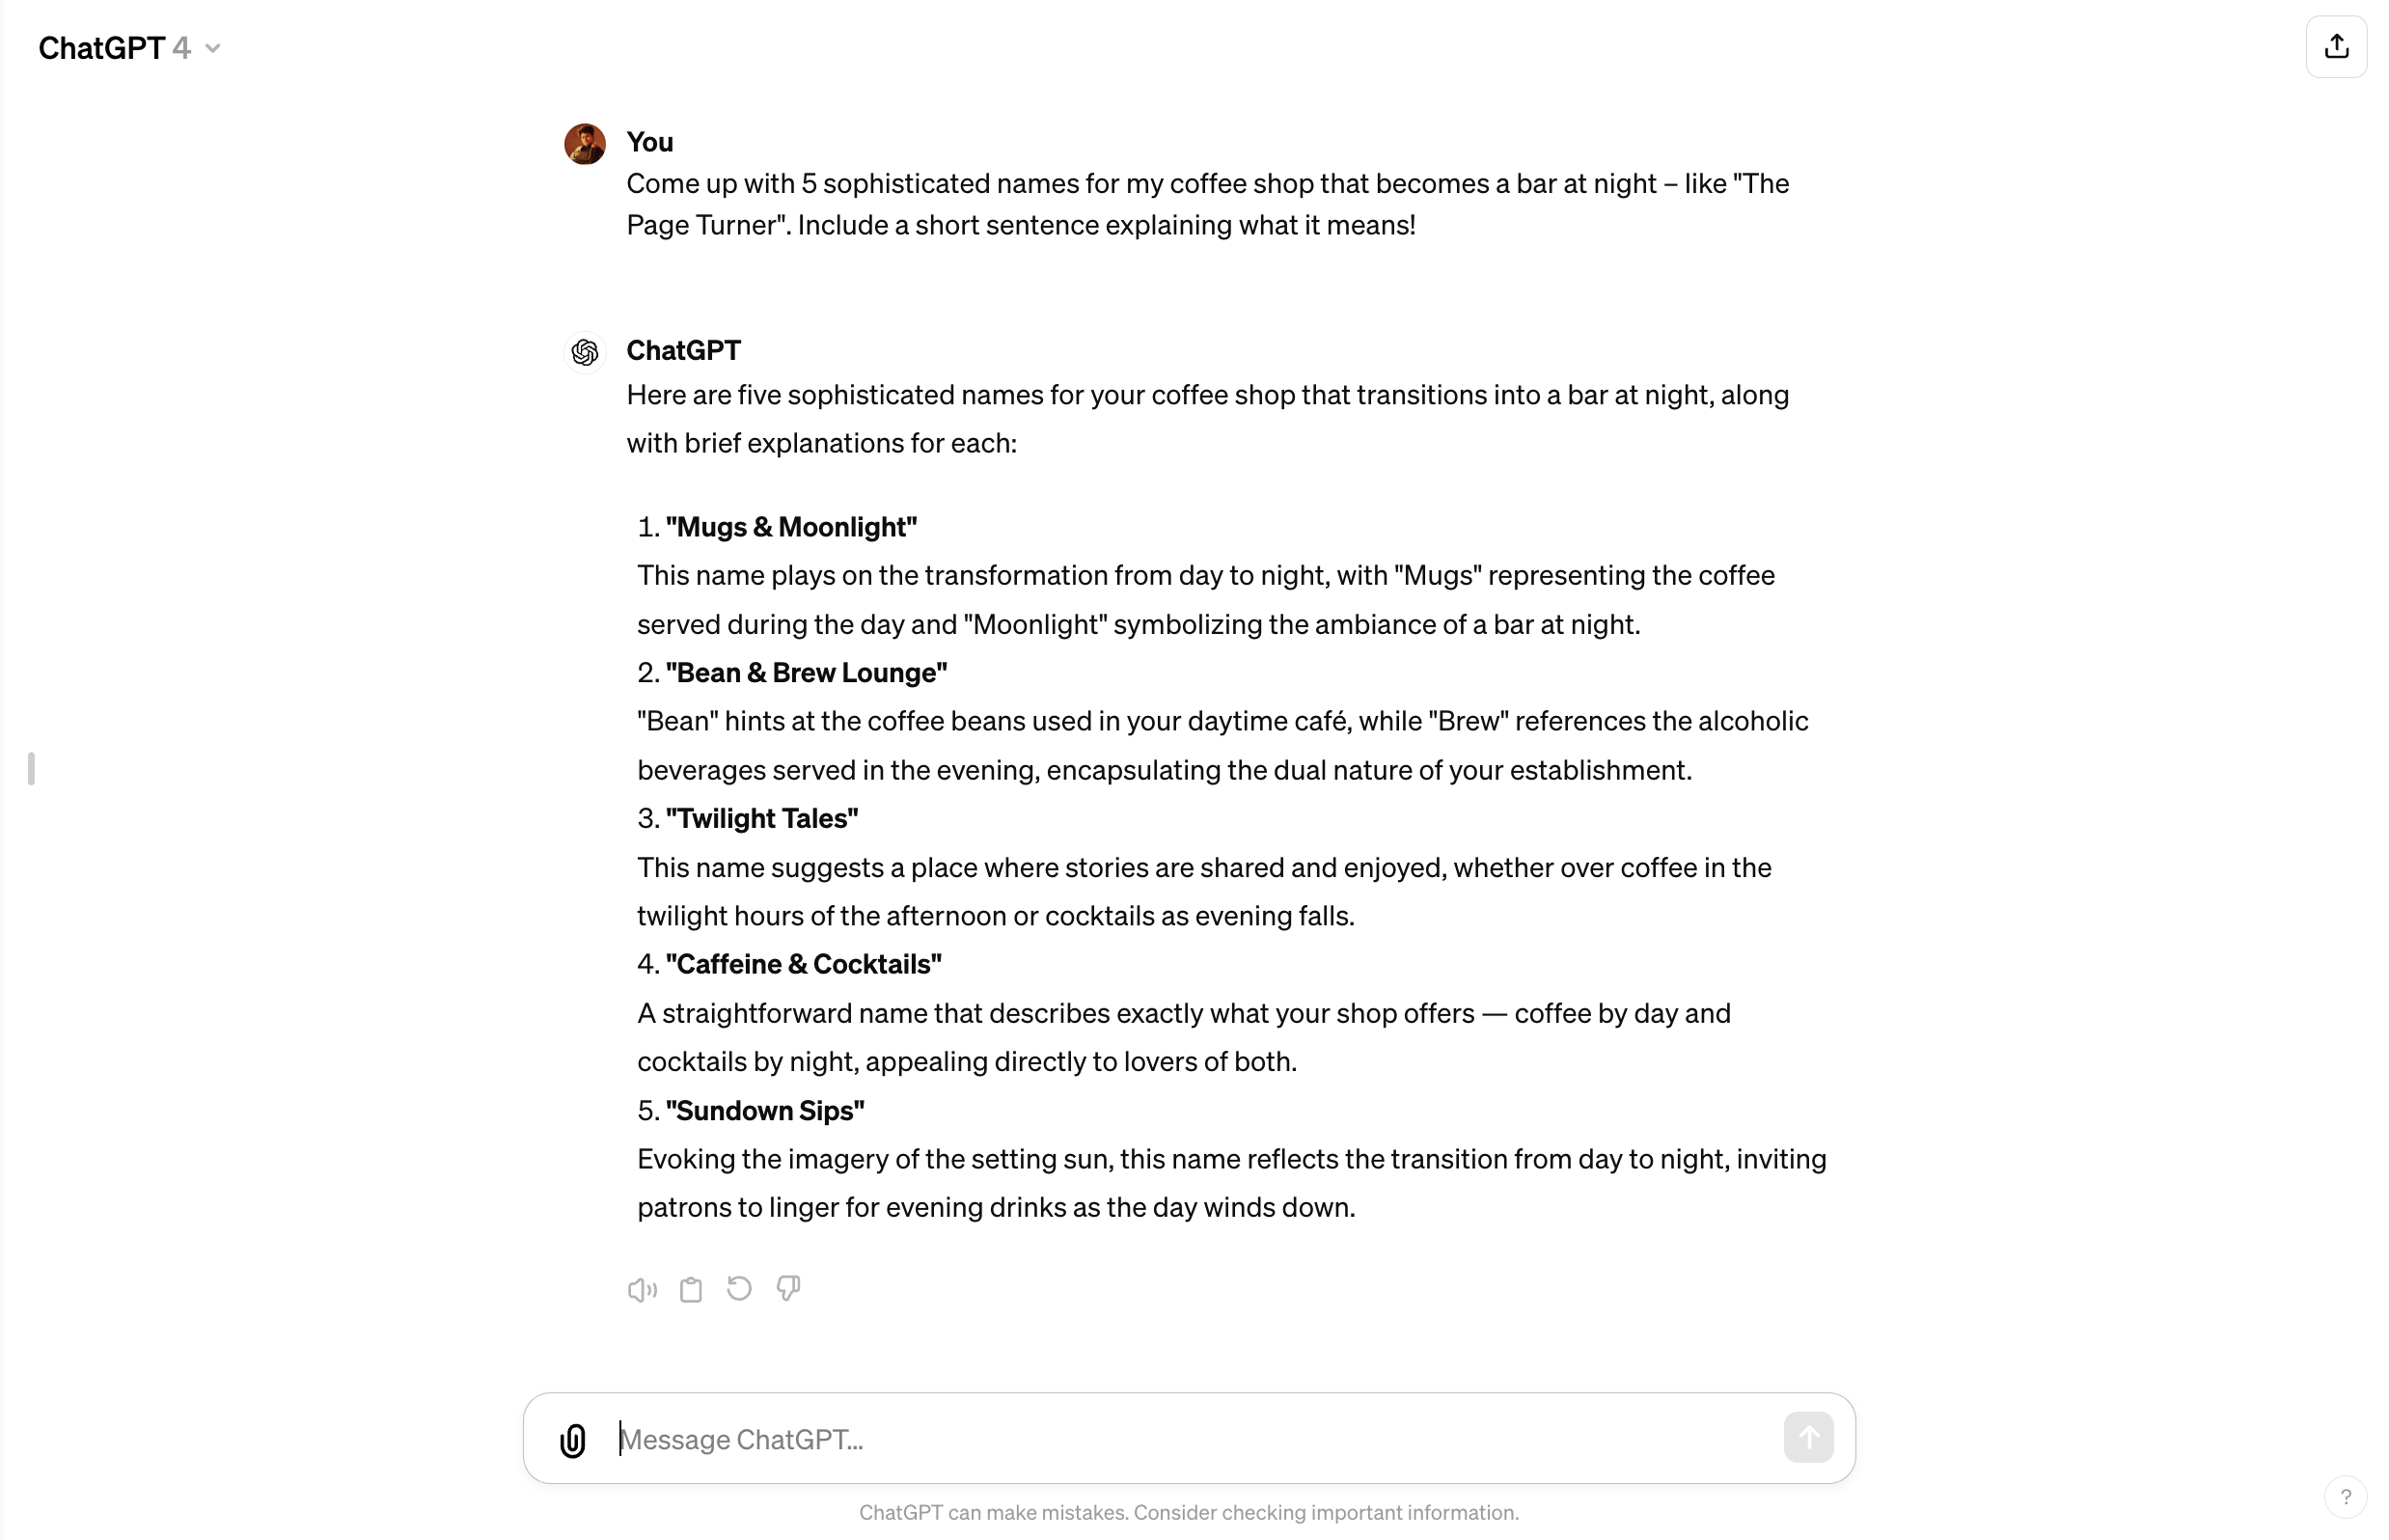 ChatGPT 4
You
Come up with 5 sophisticated names for my coffee shop that becomes a bar at night – like "The
Page Turner". Include a short sentence explaining what it means!
ChatGPT
Here are five sophisticated names for your coffee shop that transitions into a bar at night, along
with brief explanations for each:
1. "Mugs & Moonlight"
This name plays on the transformation from day to night, with "Mugs" representing the coffee
served during the day and "Moonlight" symbolizing the ambiance of a bar at night.
2. "Bean & Brew Lounge"
"Bean" hints at the coffee beans used in your daytime café, while "Brew" references the alcoholic
beverages served in the evening, encapsulating the dual nature of your establishment.
3. "Twilight Tales"
This name suggests a place where stories are shared and enjoyed, whether over coffee in the
twilight hours of the afternoon or cocktails as evening falls.
4. "Caffeine & Cocktails"
A straightforward name that describes exactly what your shop offers — coffee by day and
cocktails by night, appealing directly to lovers of both.
5. "Sundown Sips"
Evoking the imagery of the setting sun, this name reflects the transition from day to night, inviting
patrons to linger for evening drinks as the day winds down.
Message ChatGPT...
ChatGPT can make mistakes. Consider checking important information.
?